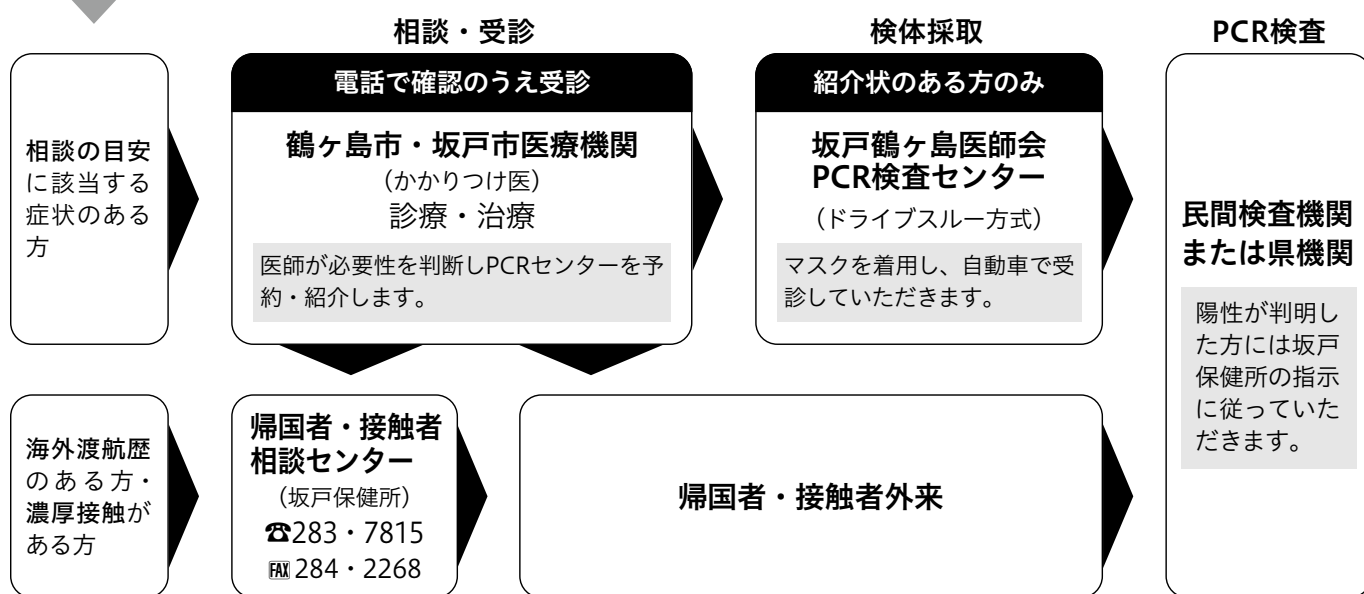 相談・受診
検体採取
PCR検査
相談の目安
に該当する
症状のある
方
電話で確認のうえ受診
鶴ヶ島市・坂戸市医療機関
（かかりつけ医）
診療・治療
医師が必要性を判断しPCRセンターを予
約・紹介します。
紹介状のある方のみ
坂戸鶴ヶ島医師会
PCR検査センター
（ドライブスルー方式）
マスクを着用し、自動車で受
診していただきます。
民間検査機関
または県機関
陽性が判明し
た方には坂戸
保健所の指示
に従っていた
だきます。
海外渡航歴
のある方・
濃厚接触が
ある方
帰国者・接触者
相談センター
（坂戸保健所）
☎283・7815
FAX 284・2268
帰国者・接触者外来